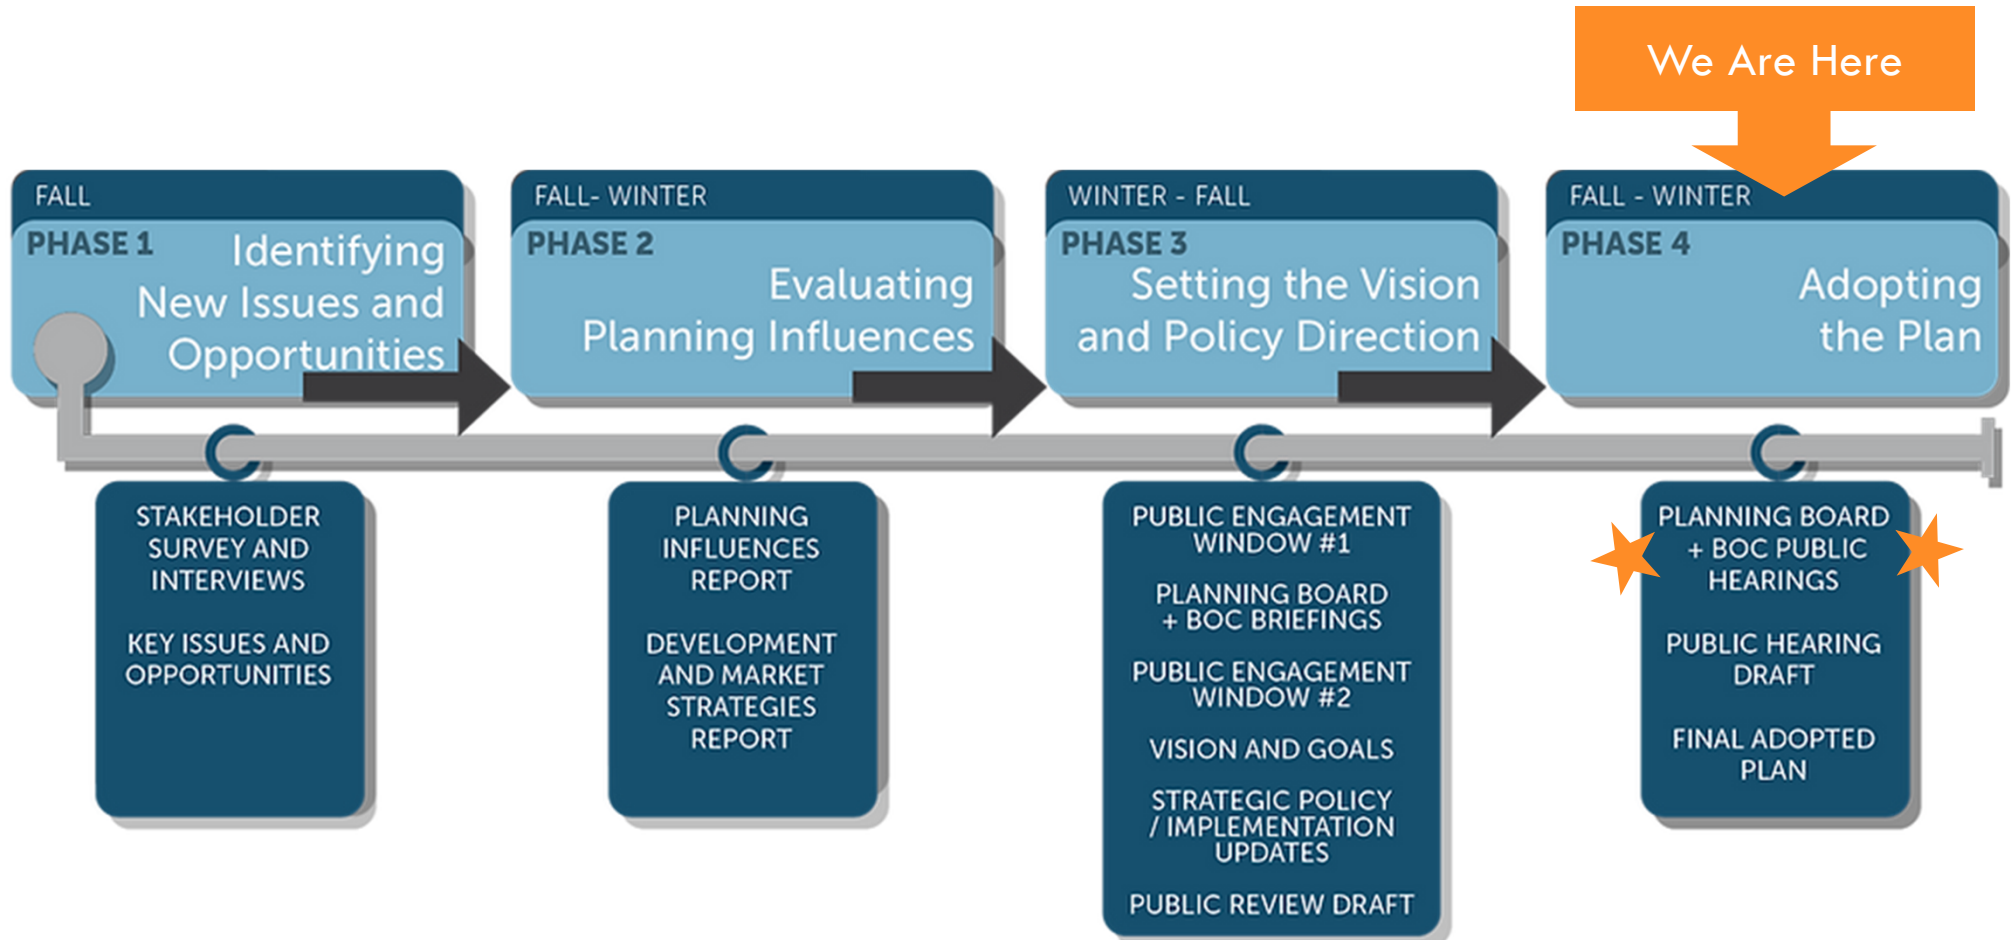 We Are Here
FALL
PHASE 1
Identifying
New Issues and
Opportunities
FALL- WINTER
PHASE 2
Evaluating
Planning Influences
WINTER - FALL
PHASE 3
Setting the Vision
and Policy Direction
FALL - WINTER
PHASE 4
Adopting
the Plan
STAKEHOLDER
SURVEY AND
INTERVIEWS
KEY ISSUES AND
OPPORTUNITIES
PLANNING
INFLUENCES
REPORT
DEVELOPMENT
AND MARKET
STRATEGIES
REPORT
PUBLIC ENGAGEMENT
WINDOW #1
PLANNING BOARD
+ BOC BRIEFINGS
PUBLIC ENGAGEMENT
WINDOW #2
VISION AND GOALS
STRATEGIC POLICY
/ IMPLEMENTATION
UPDATES
PUBLIC REVIEW DRAFT
PLANNING BOARD
+ BOC PUBLIC
HEARINGS
PUBLIC HEARING
DRAFT
FINAL ADOPTED
PLAN